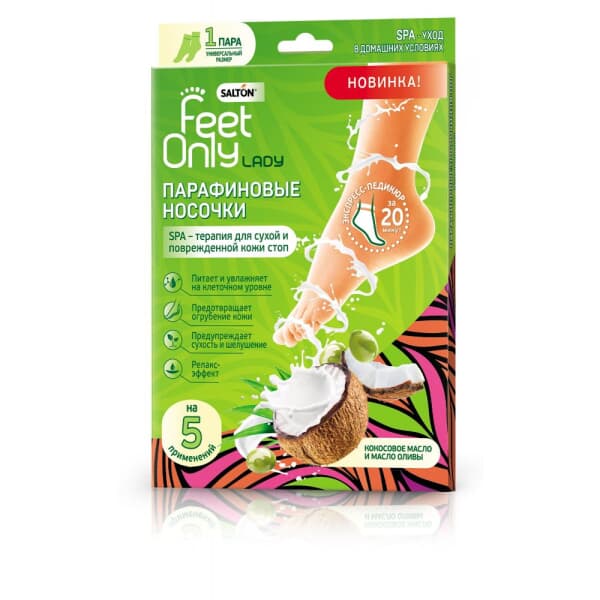 1 ПАРА
УНИВЕРСАЛЬНЫЙ
РАЗМЕР
SPA - УХОД
В ДОМАШНИХ УСЛОВИЯХ
НОВИНКА!
SALTON®
Feet
Only LADY
ПАРАФИНОВЫЕ
НОСОЧКИ
SPA – терапия для сухой и
поврежденной кожи стоп
ЭКСПРЕСС-ПЕДИКЮР
за
20
минут
Питает и увлажняет
на клеточном уровне
Предотвращает
огрубение кожи
Предупреждает
сухость и шелушение
Релакс-
эффект
на
5
применений
КОКОСОВОЕ МАСЛО
И МАСЛО ОЛИВЫ